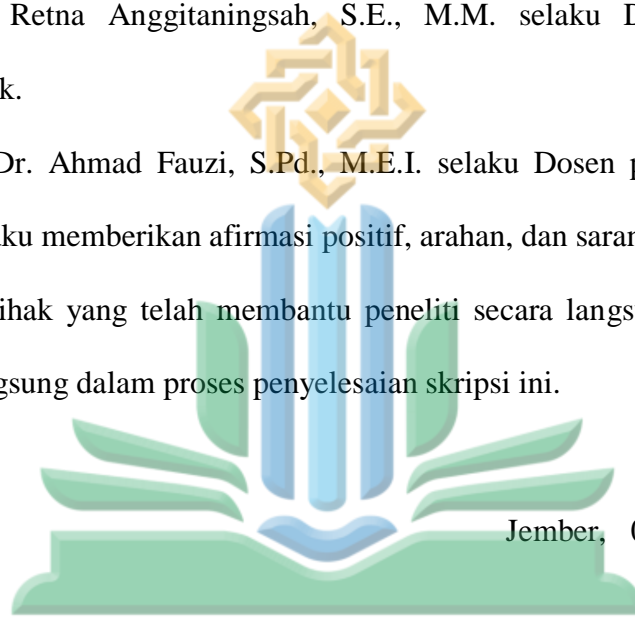 Retna Anggitaningsah, S.E., M.M. selaku D
k.
Dr. Ahmad Fauzi, S.Pd., M.E.I. selaku Dosen p
ku memberikan afirmasi positif, arahan, dan saran
ihak yang telah membantu peneliti secara langs
gsung dalam proses penyelesaian skripsi ini.
Jember,